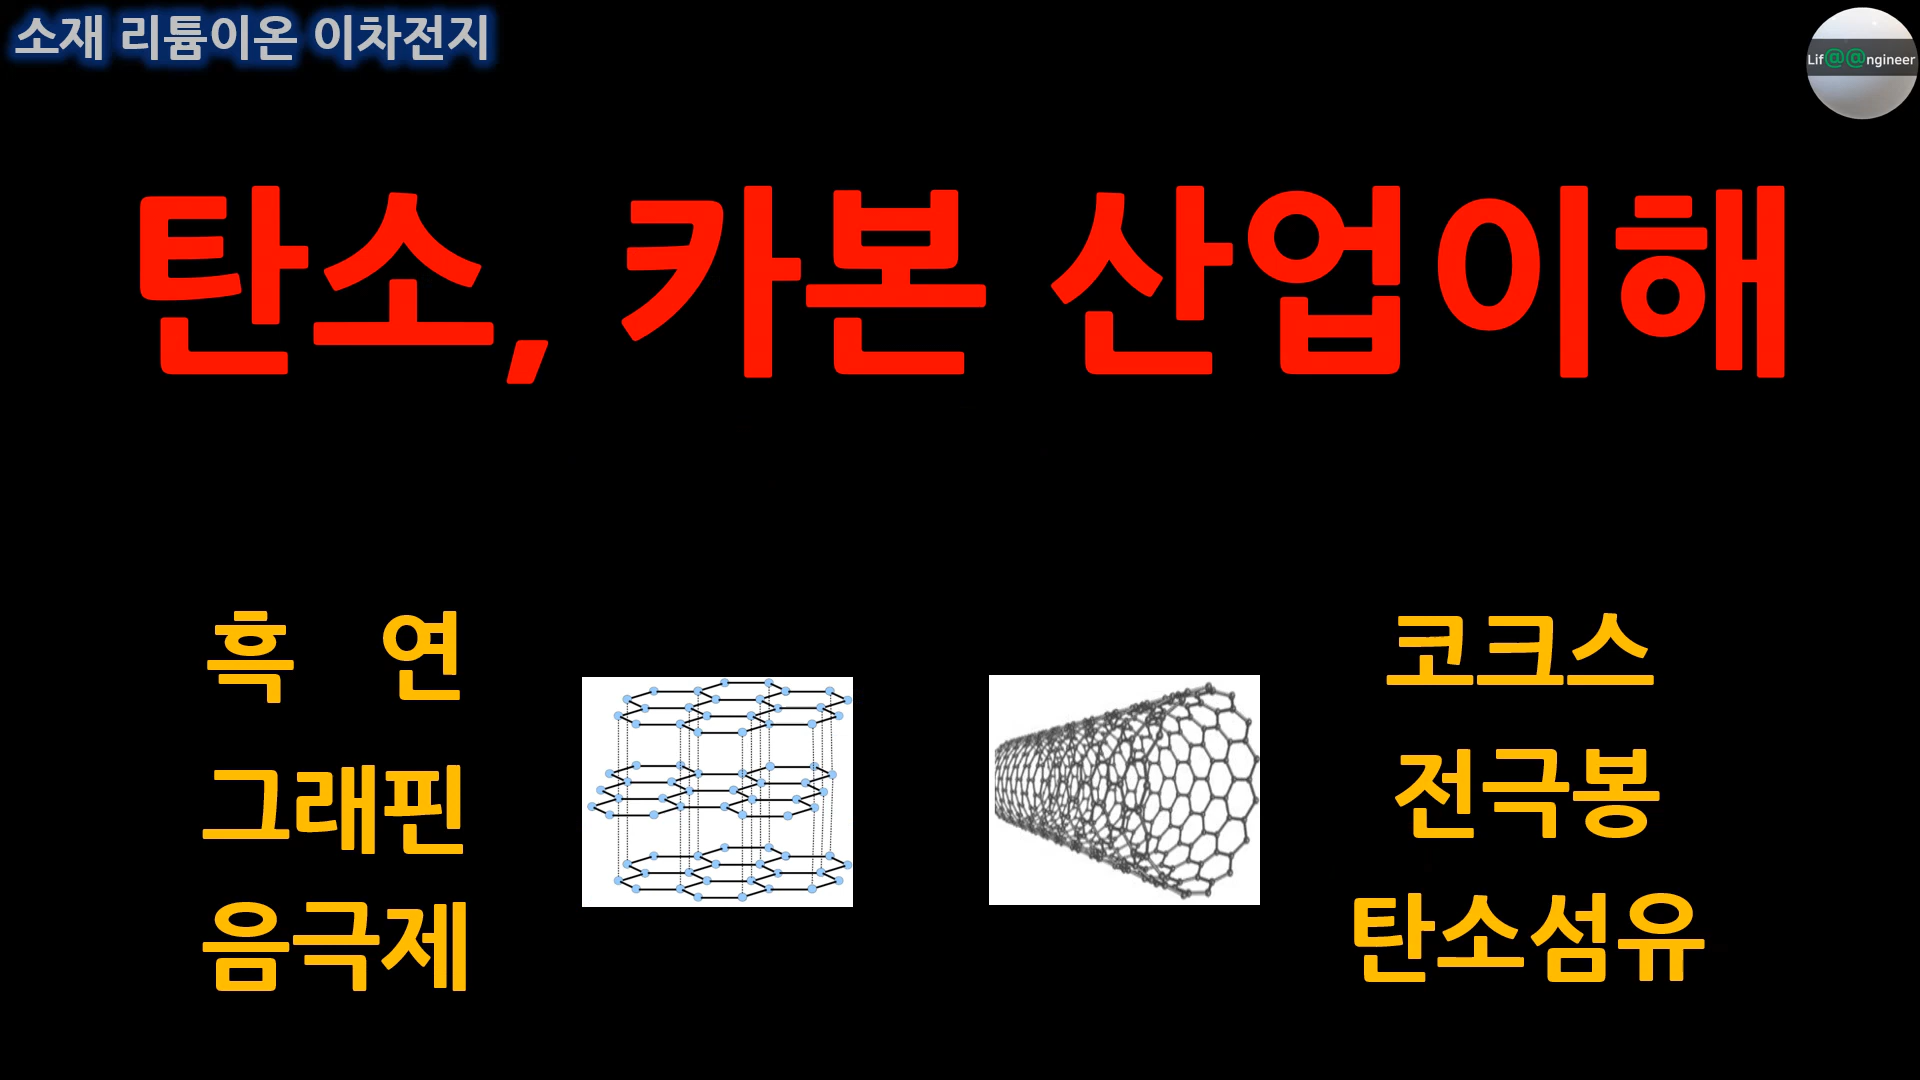 소재 리튬이온 이차전지
Lif@@ngineer
탄소, 카본 산업이해
흑 연
그래핀
음극제
코크스
전극봉
탄소섬유